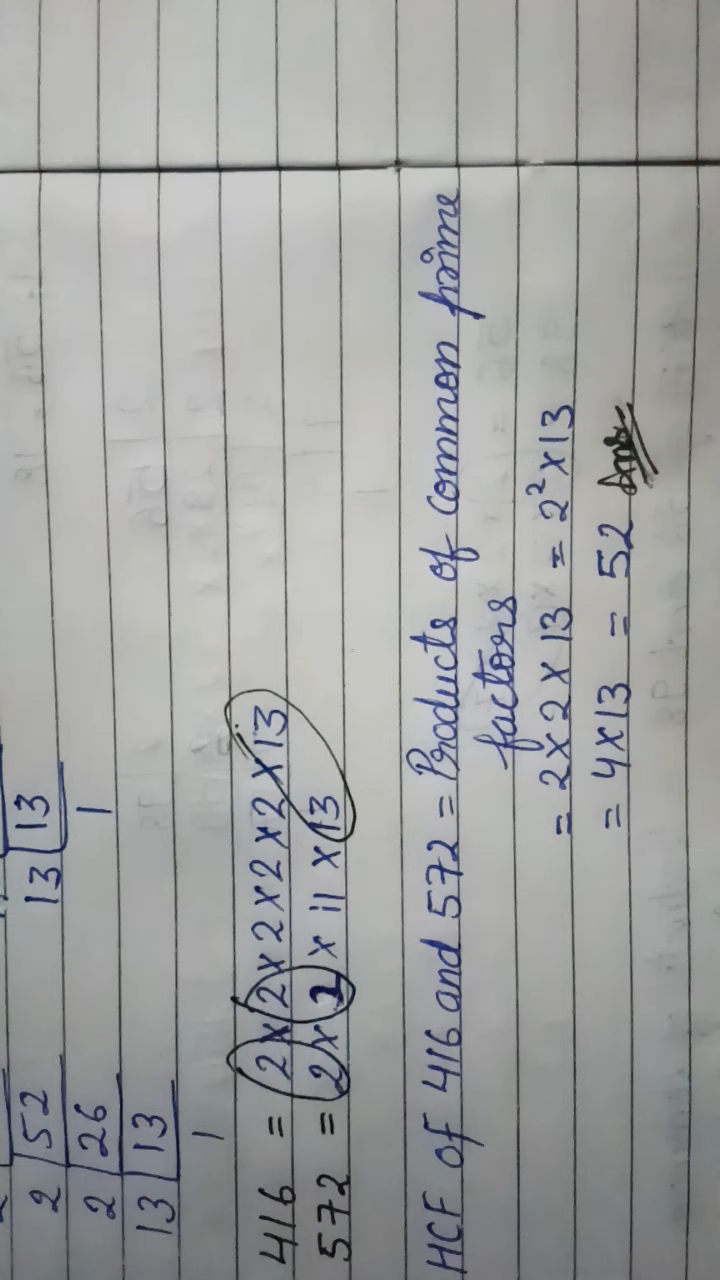 2 | 52
2 | 26 13 | 13
13 | 13 1
1
416 = 2 x 2 x 2 x 2 x 2 x 13
572 = 2 x 2 x 11 x 13
HCF of 416 and 572 = Products of common prime
factors
= 2 x 2 x 13 = 2² x 13
= 4 x 13 = 52 Ans.